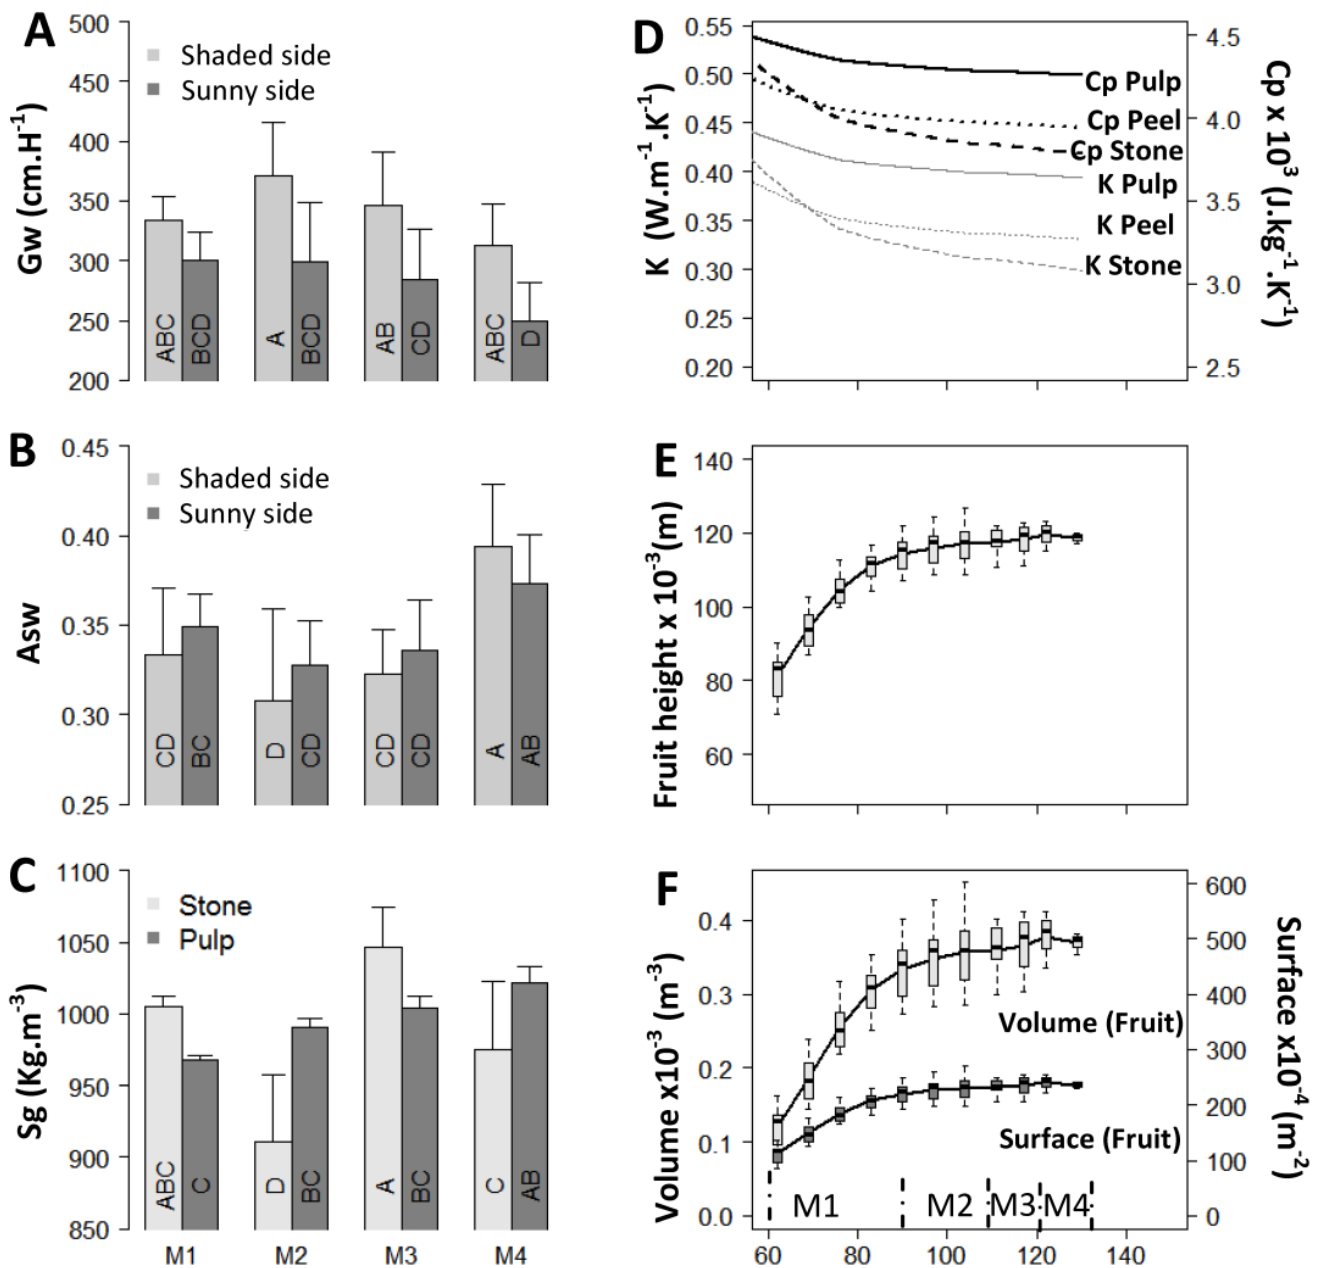 A
500
450
400
350
300
250
200
Gw (cm.H⁻¹)
Shaded side
Sunny side
ABC
BCD
A
BCD
AB
CD
ABC
D
B
0.45
0.40
0.35
0.30
0.25
Asw
Shaded side
Sunny side
CD
BC
D
CD
CD
CD
A
AB
C
1100
1050
1000
950
900
850
Sg (Kg.m⁻³)
Stone
Pulp
ABC
C
D
BC
A
BC
C
AB
M1 M2 M3 M4
D
0.55
0.50
0.45
0.40
0.35
0.30
0.25
0.20
K (W.m⁻¹.K⁻¹)
Cp Pulp
Cp Peel
Cp Stone
K Pulp
K Peel
K Stone
4.5
4.0
3.5
3.0
2.5
Cp x 10³ (J.kg⁻¹.K⁻¹)
E
140
120
100
80
60
Fruit height x 10⁻³(m)
F
0.4
0.3
0.2
0.1
0.0
Volume x10⁻³ (m⁻³)
Volume (Fruit)
Surface (Fruit)
M1 M2 M3 M4
600
500
400
300
200
100
0
Surface x10⁻⁴ (m⁻²)
60 80 100 120 140